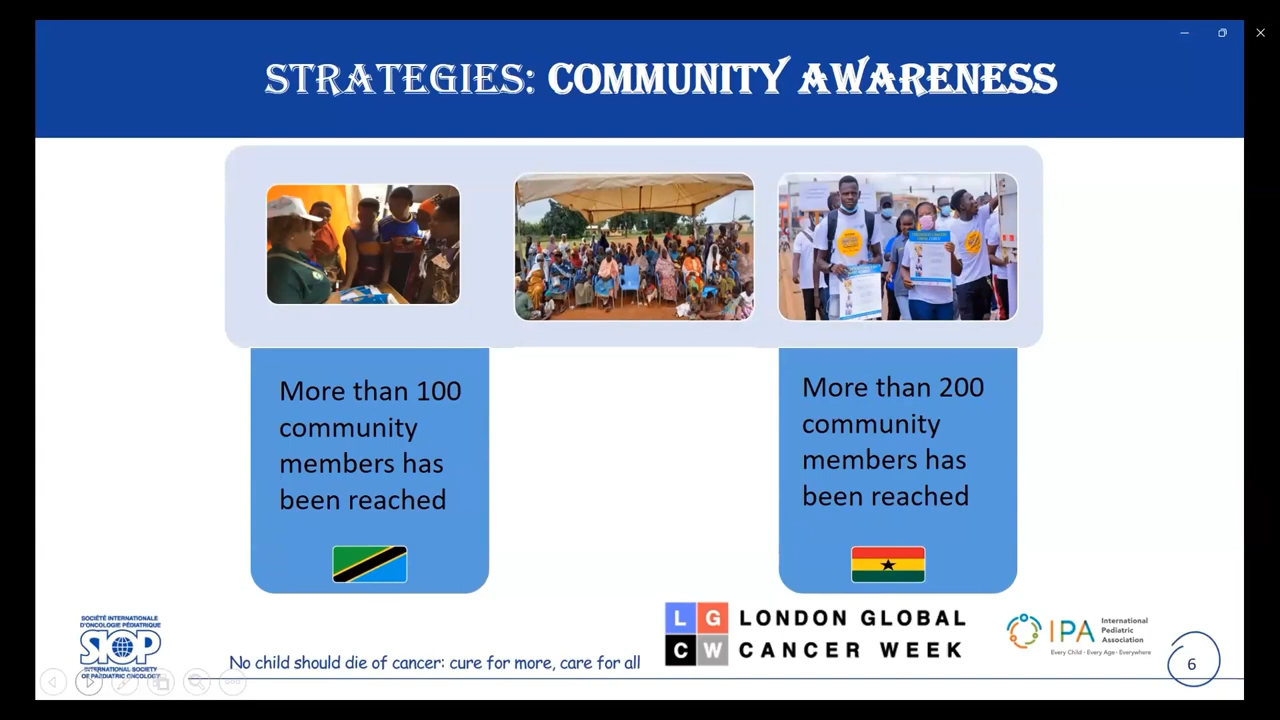 STRATEGIES: COMMUNITY AWARENESS
More than 100
community
members has
been reached
More than 200
community
members has
been reached
SOCIÉTÉ INTERNATIONALE
D'ONCOLOGIE PÉDIATRIQUE
SIOP
INTERNATIONAL SOCIETY
OF PAEDIATRIC ONCOLOGY
No child should die of cancer: cure for more, care for all
L G
C W
LONDON GLOBAL
CANCER WEEK
IPA
International
Pediatric
Association
Every Child · Every Age · Everywhere
6